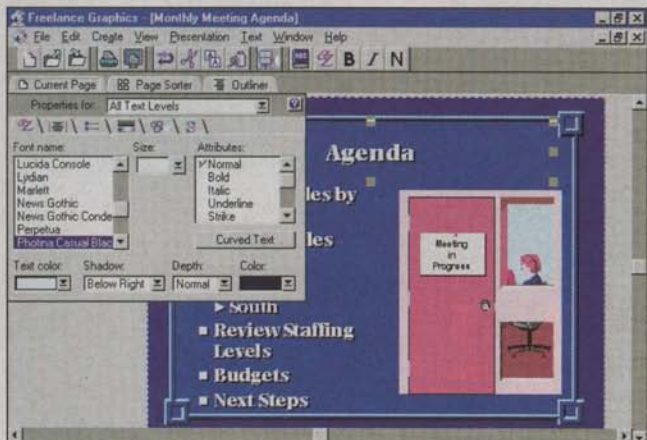 Freelance Graphics - [Monthly Meeting Agenda]
File Edit Create View Presentation Text Window Help
B I N
Current Page Page Sorter Outliner
Properties for: All Text Levels
Font name: Size: Attributes:
Lucida Console
Lydian
Marlett
News Gothic
News Gothic Conde
Perpetua
Photina Casual Blac
Normal
Bold
Italic
Underline
Strike
Curved Text...
Text color: Shadow: Depth: Color:
Below Right Normal
Agenda
les by
les
South
Review Staffing
Levels
Budgets
Next Steps
Meeting
in
Progress